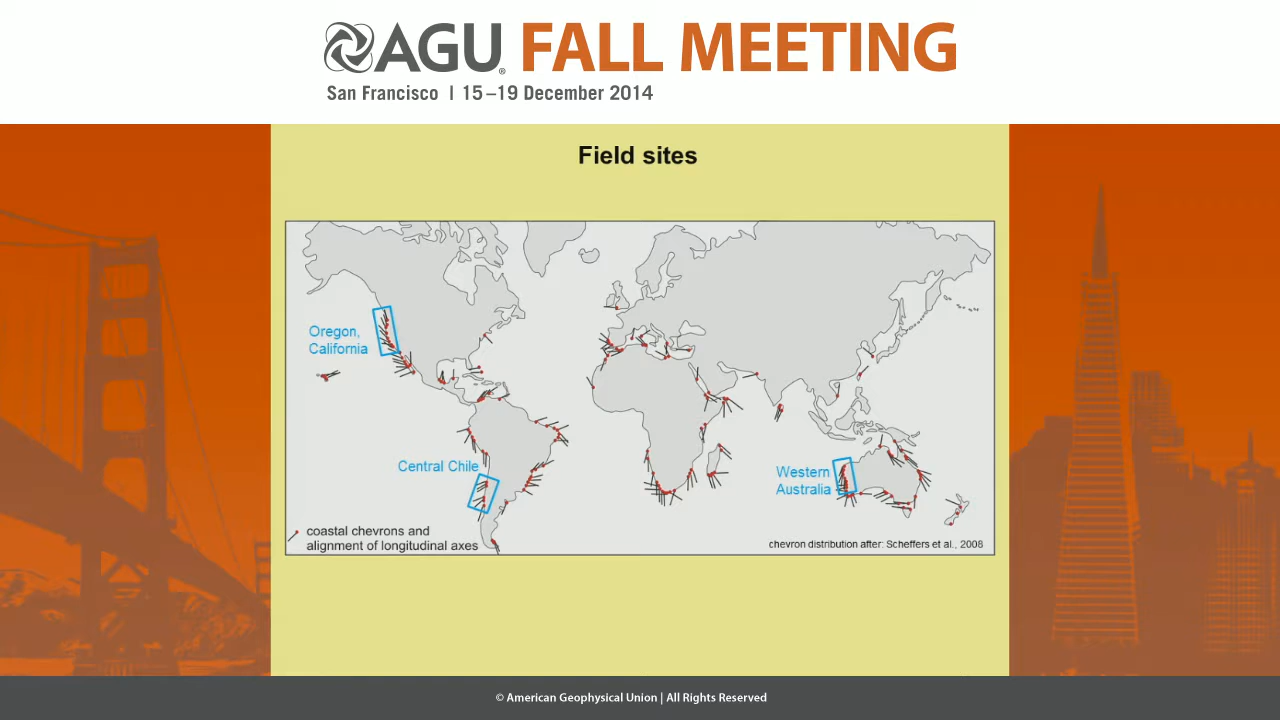 AGU® FALL MEETING
San Francisco | 15–19 December 2014
Field sites
Oregon,
California
Central Chile
Western
Australia
coastal chevrons and
alignment of longitudinal axes
chevron distribution after: Scheffers et al., 2008
© American Geophysical Union | All Rights Reserved